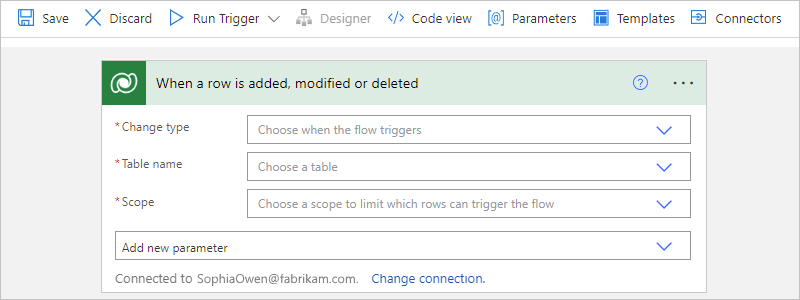 Save Discard Run Trigger Designer Code view [@] Parameters Templates Connectors
When a row is added, modified or deleted ? ...
*Change type Choose when the flow triggers
*Table name Choose a table
*Scope Choose a scope to limit which rows can trigger the flow
Add new parameter
Connected to SophiaOwen@fabrikam.com. Change connection.